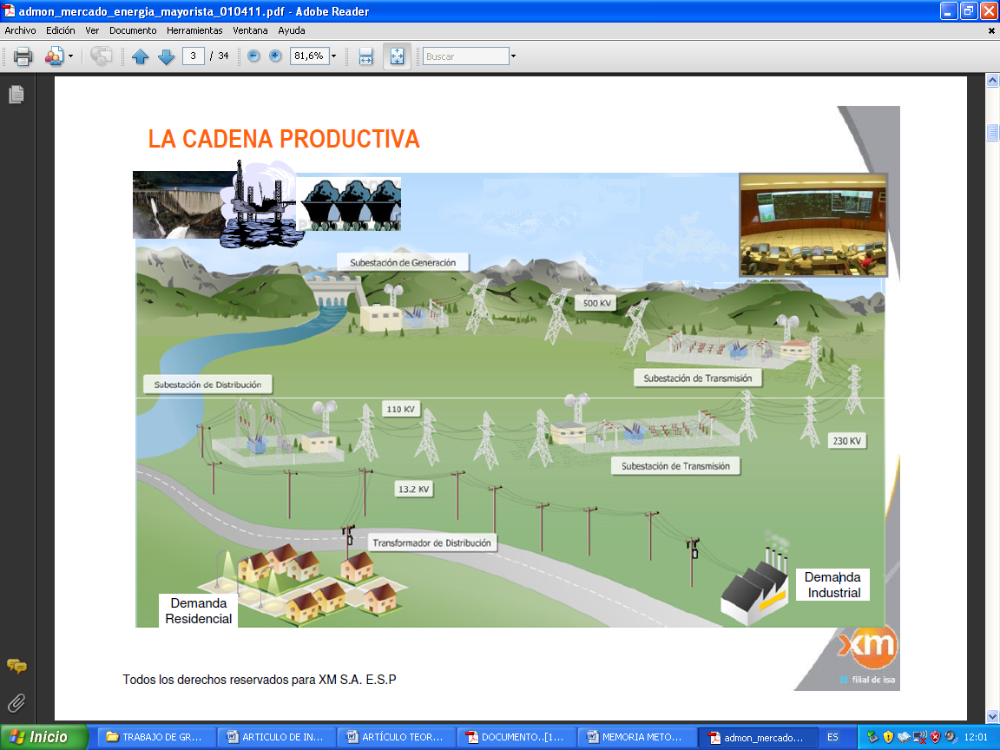 admon_mercado_energia_mayorista_010411.pdf - Adobe Reader
Archivo Edición Ver Documento Herramientas Ventana Ayuda
3 / 34 81,6% Buscar
LA CADENA PRODUCTIVA
Subestación de Generación
500 KV
Subestación de Transmisión
Subestación de Distribución
110 KV
230 KV
Subestación de Transmisión
13.2 KV
Transformador de Distribución
Demanda
Industrial
Demanda
Residencial
xm
filial de isa
Todos los derechos reservados para XM S.A. E.S.P
Inicio TRABAJO DE GR... ARTICULO DE IN... ARTÍCULO TEOR... DOCUMENTO..[1... MEMORIA METO... admon_mercado... ES 12:01